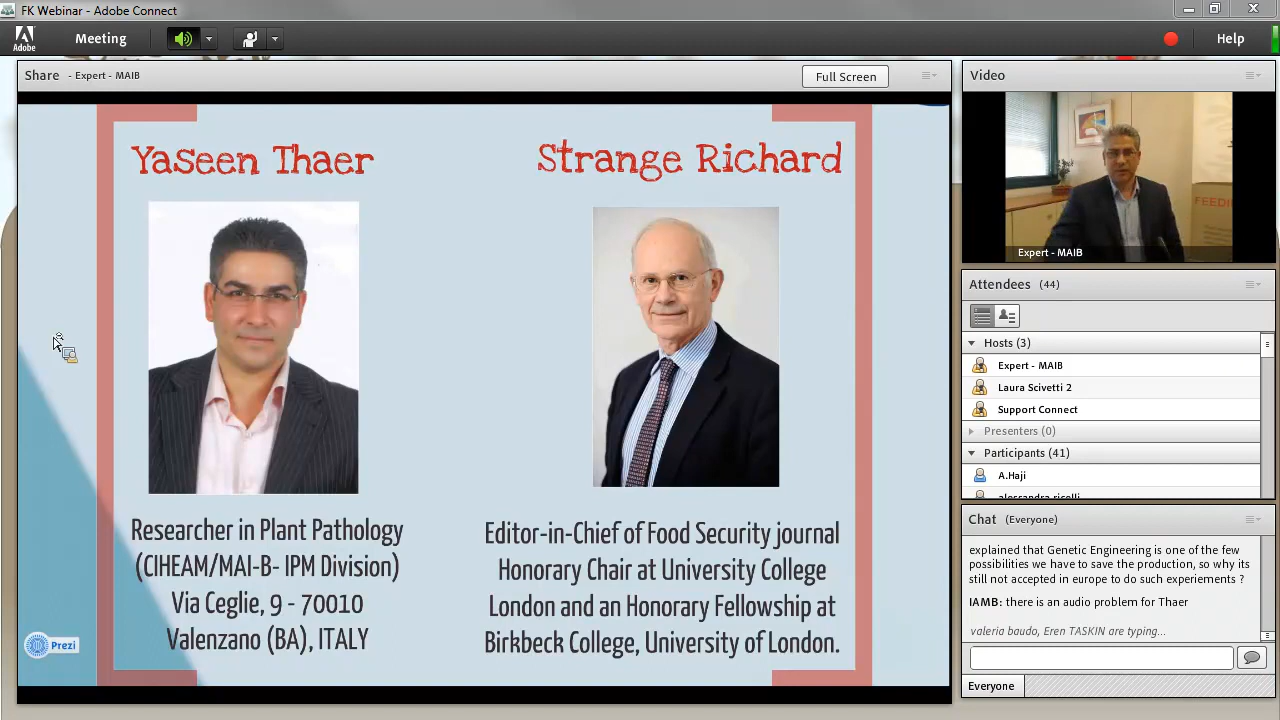 FK Webinar - Adobe Connect
Adobe
Meeting
Help
Share - Expert - MAIB
Full Screen
Yaseen Thaer
Strange Richard
Researcher in Plant Pathology
(CIHEAM/MAI-B- IPM Division)
Via Ceglie, 9 - 70010
Valenzano (BA), ITALY
Editor-in-Chief of Food Security journal
Honorary Chair at University College
London and an Honorary Fellowship at
Birkbeck College, University of London.
Prezi
Video
FEEDI
Expert - MAIB
Attendees (44)
Hosts (3)
Expert - MAIB
Laura Scivetti 2
Support Connect
Presenters (0)
Participants (41)
A.Haji
alessandra ricelli
Chat (Everyone)
explained that Genetic Engineering is one of the few
possibilities we have to save the production, so why its
still not accepted in europe to do such experiements ?
IAMB: there is an audio problem for Thaer
valeria baudo, Eren TASKIN are typing...
Everyone